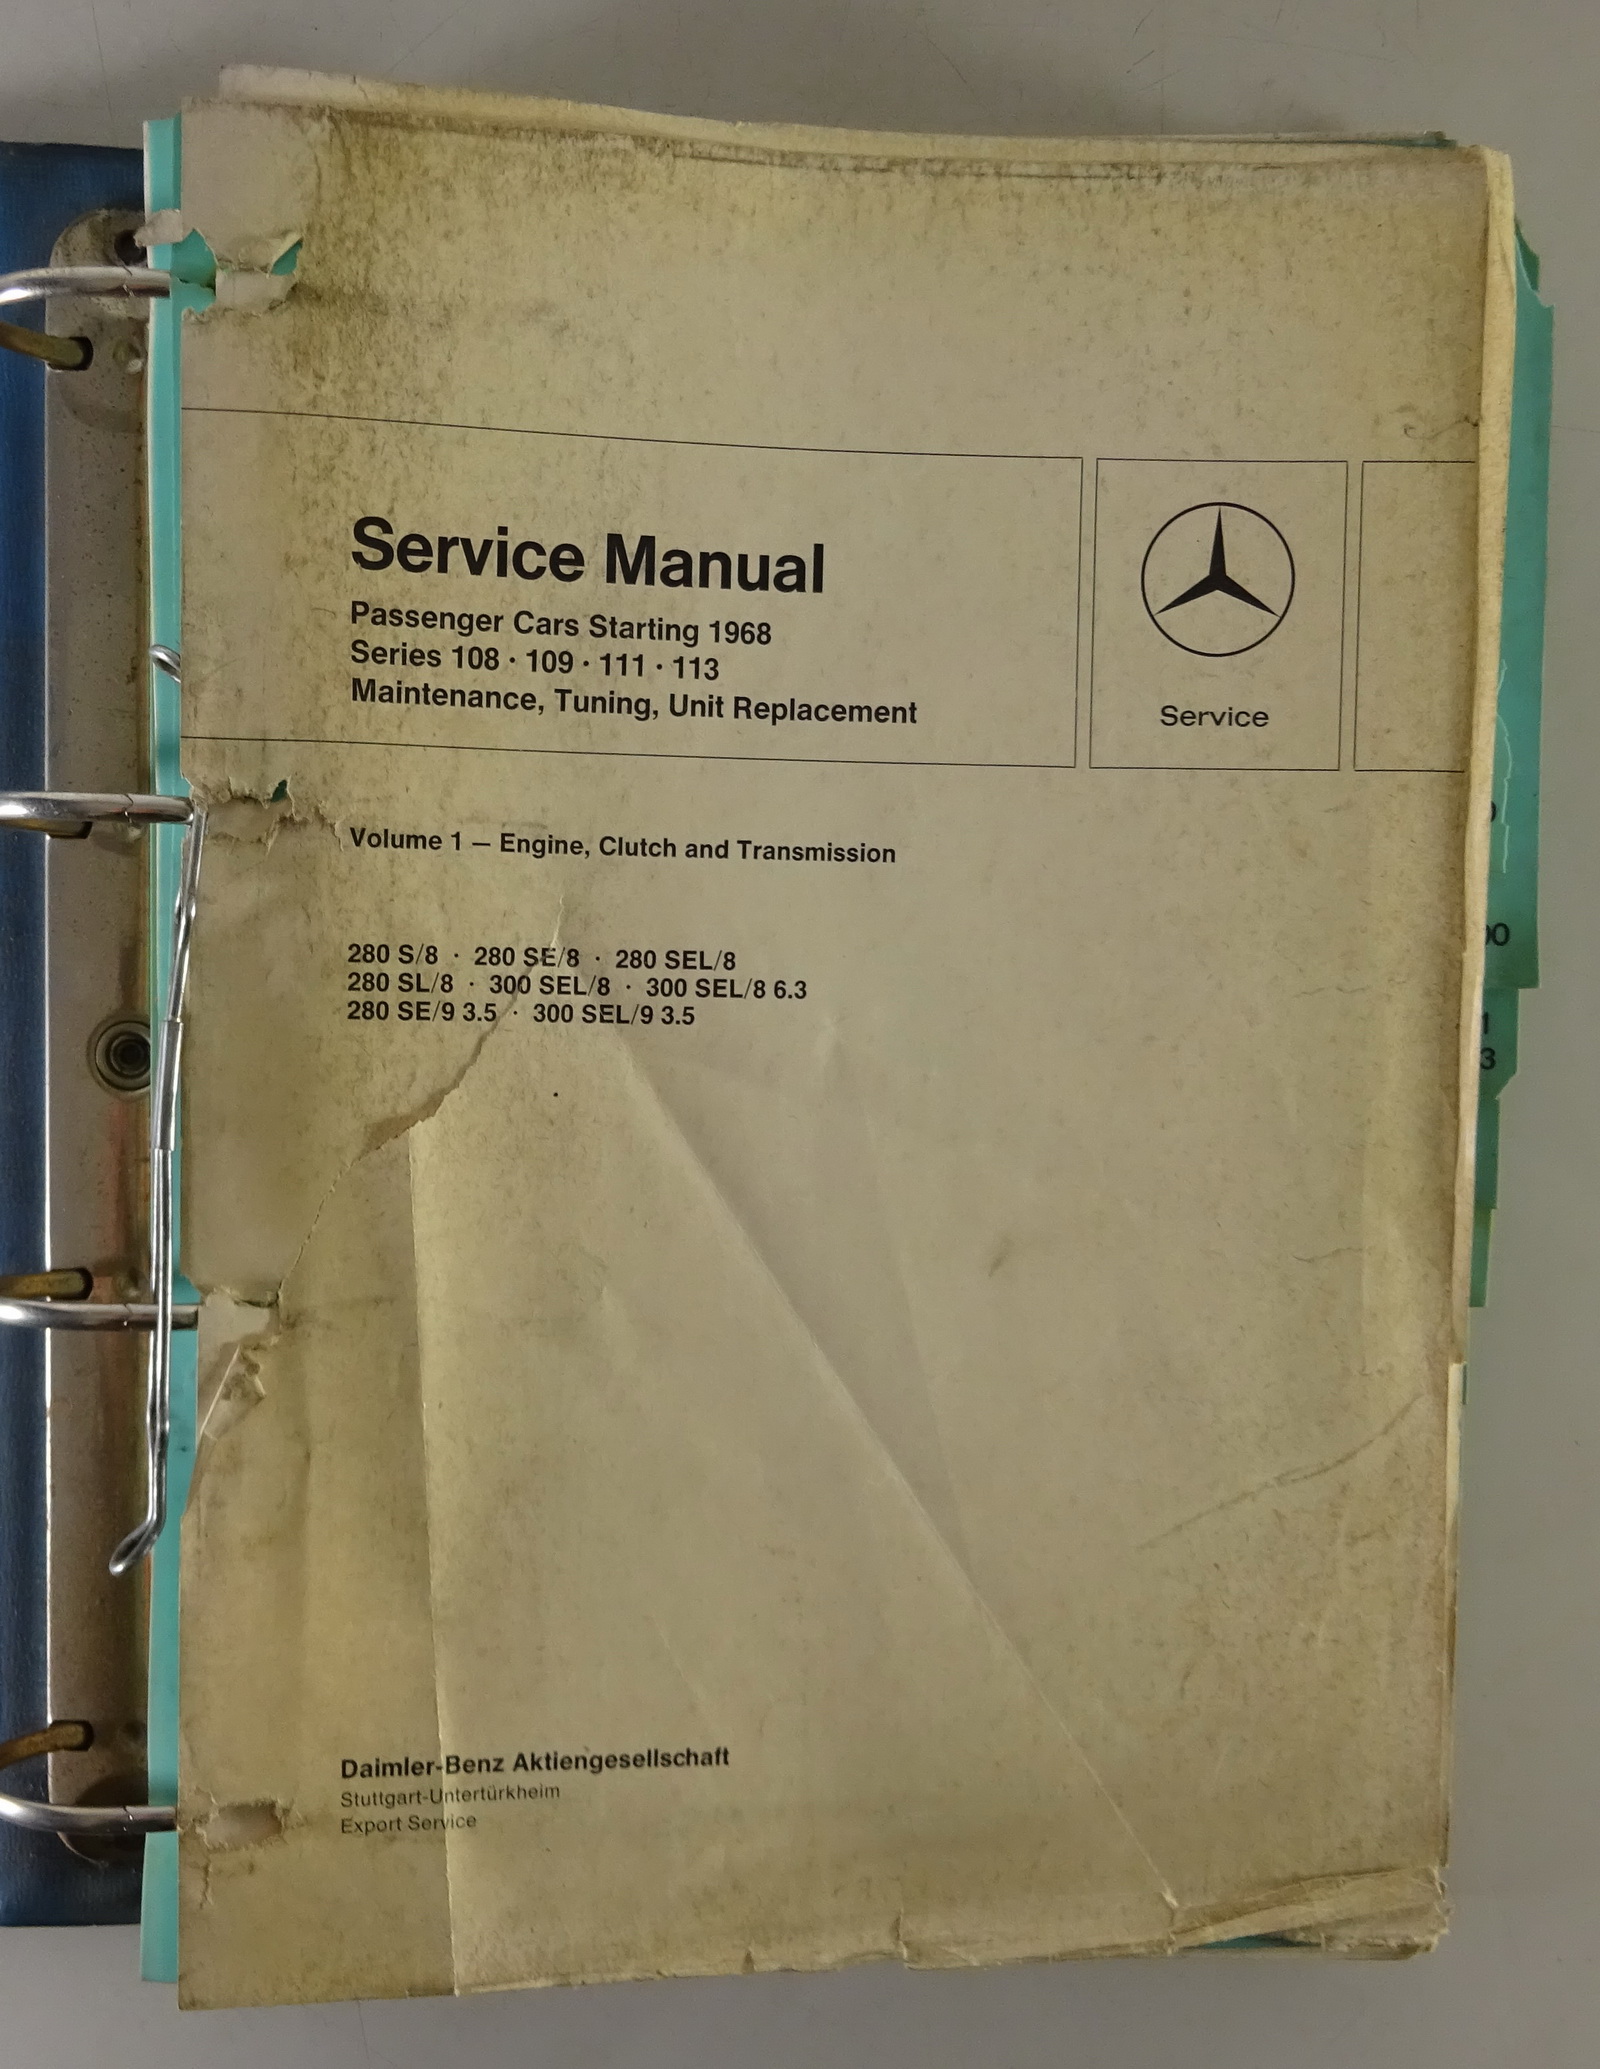 Service Manual
Passenger Cars Starting 1968
Series 108 · 109 · 111 · 113
Maintenance, Tuning, Unit Replacement
Service
Volume 1 – Engine, Clutch and Transmission
280 S/8 · 280 SE/8 · 280 SEL/8
280 SL/8 · 300 SEL/8 · 300 SEL/8 6.3
280 SE/9 3.5 · 300 SEL/9 3.5
Daimler-Benz Aktiengesellschaft
Stuttgart-Untertürkheim
Export Service